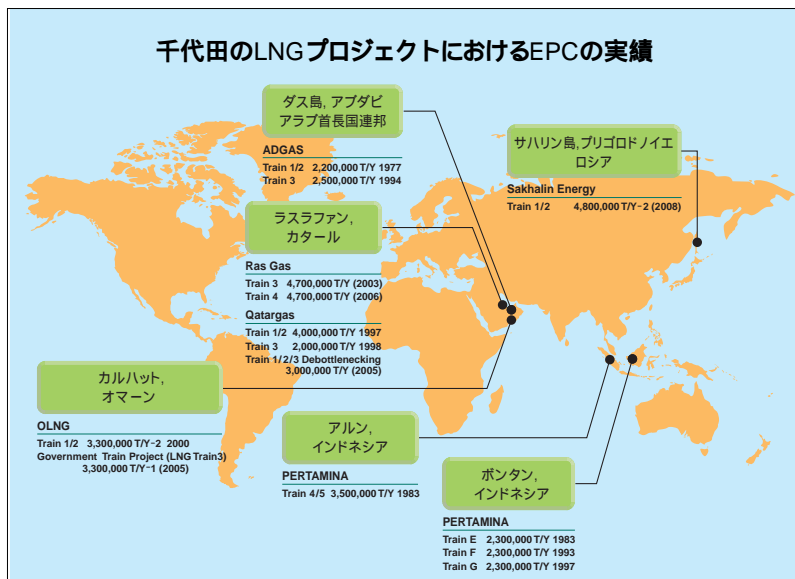 千代田のLNGプロジェクトにおけるEPCの実績
ダス島, アブダビ
アラブ首長国連邦
ADGAS
Train 1/2 2,200,000 T/Y 1977
Train 3 2,500,000 T/Y 1994
サハリン島, プリゴロドノイエ
ロシア
Sakhalin Energy
Train 1/2 4,800,000 T/Y-2 (2008)
ラスラファン,
カタール
Ras Gas
Train 3 4,700,000 T/Y (2003)
Train 4 4,700,000 T/Y (2006)
Qatargas
Train 1/2 4,000,000 T/Y 1997
Train 3 2,000,000 T/Y 1998
Train 1/2/3 Debottlenecking
3,000,000 T/Y (2005)
カルハット,
オマーン
OLNG
Train 1/2 3,300,000 T/Y-2 2000
Government Train Project (LNG Train3)
3,300,000 T/Y-1 (2005)
アルン,
インドネシア
PERTAMINA
Train 4/5 3,500,000 T/Y 1983
ボンタン,
インドネシア
PERTAMINA
Train E 2,300,000 T/Y 1983
Train F 2,300,000 T/Y 1993
Train G 2,300,000 T/Y 1997